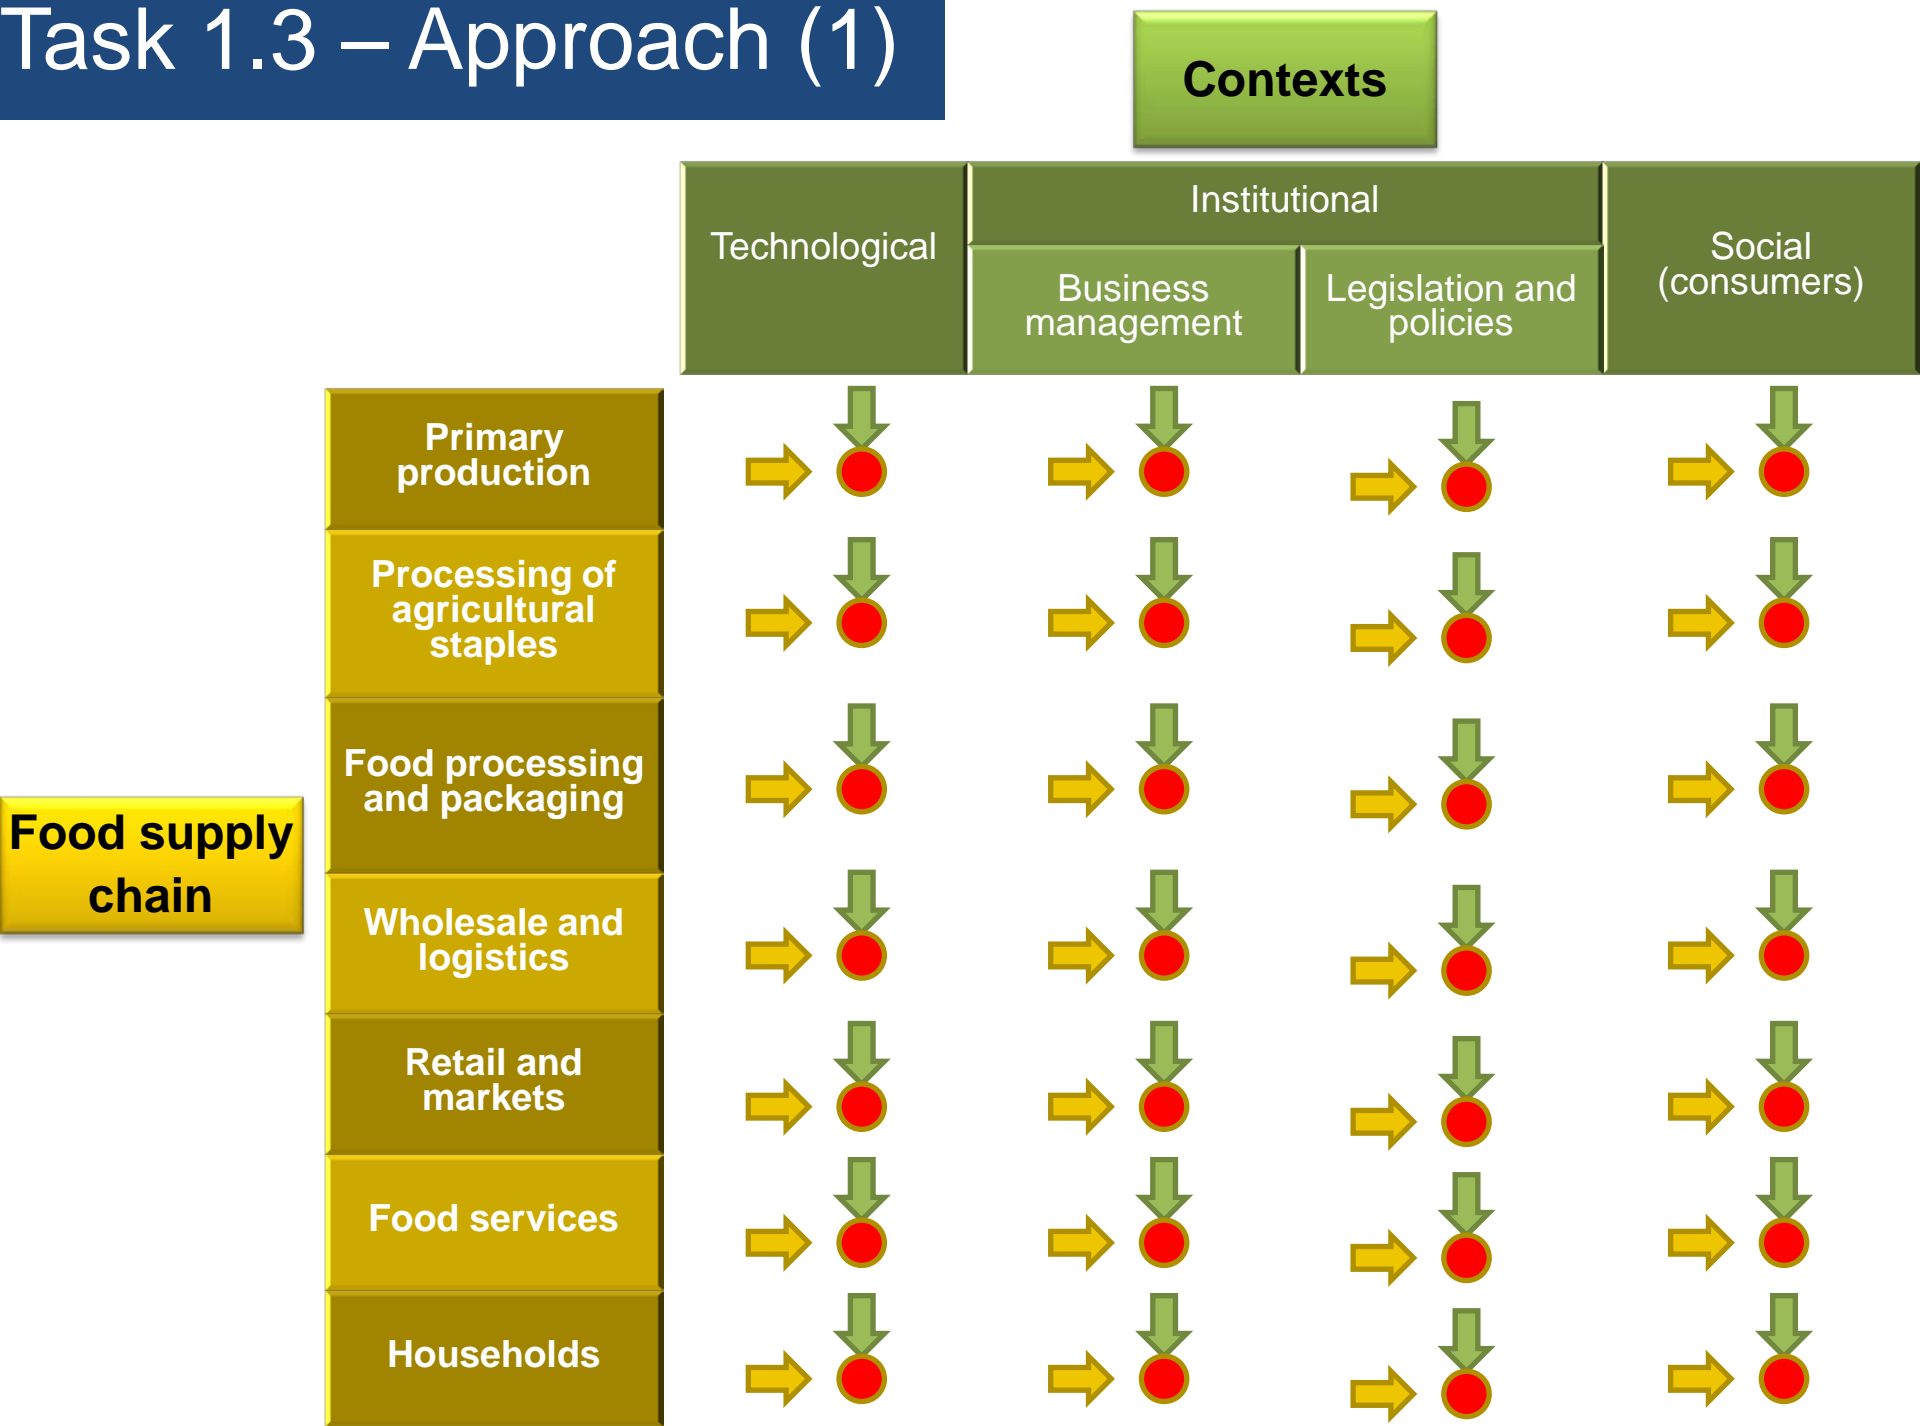 Task 1.3 – Approach (1)
Contexts
Technological
Institutional
Business
management
Legislation and
policies
Social
(consumers)
Food supply
chain
Primary
production
Processing of
agricultural
staples
Food processing
and packaging
Wholesale and
logistics
Retail and
markets
Food services
Households